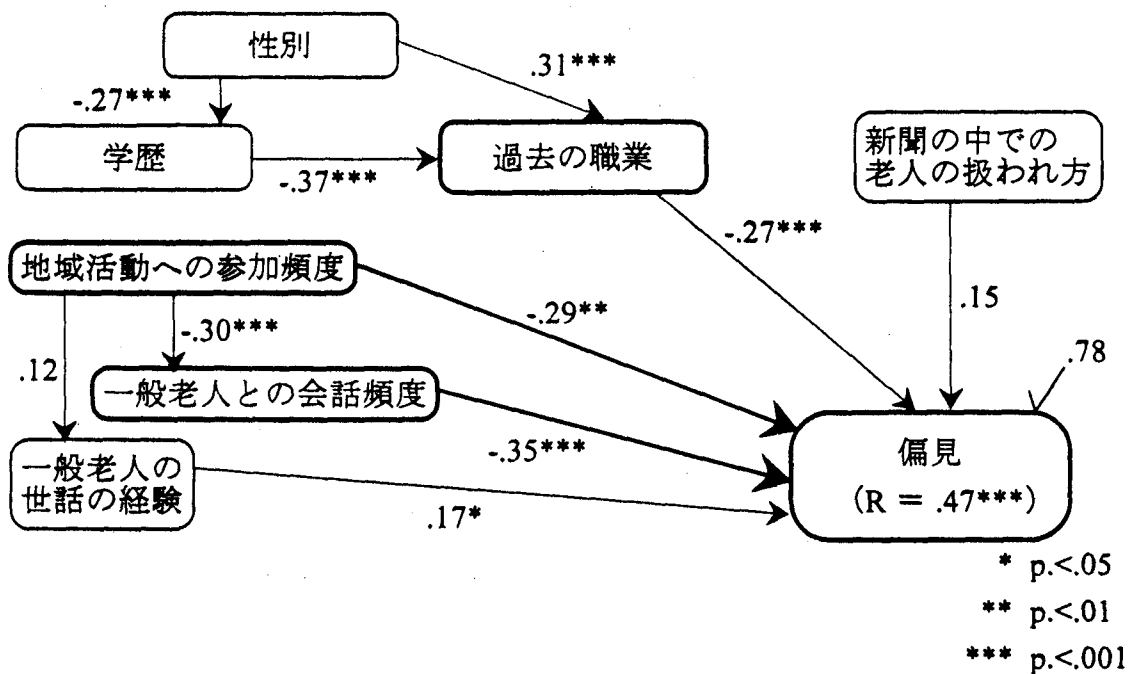 性別
.31***
-.27***
学歴
-.37***
過去の職業
新聞の中での
老人の扱われ方
-.27***
.15
地域活動への参加頻度
-.29**
-.30***
.12
.78
一般老人との会話頻度
-.35***
一般老人の
世話の経験
.17*
偏見
(R = .47***)
* p.<.05
** p.<.01
*** p.<.001